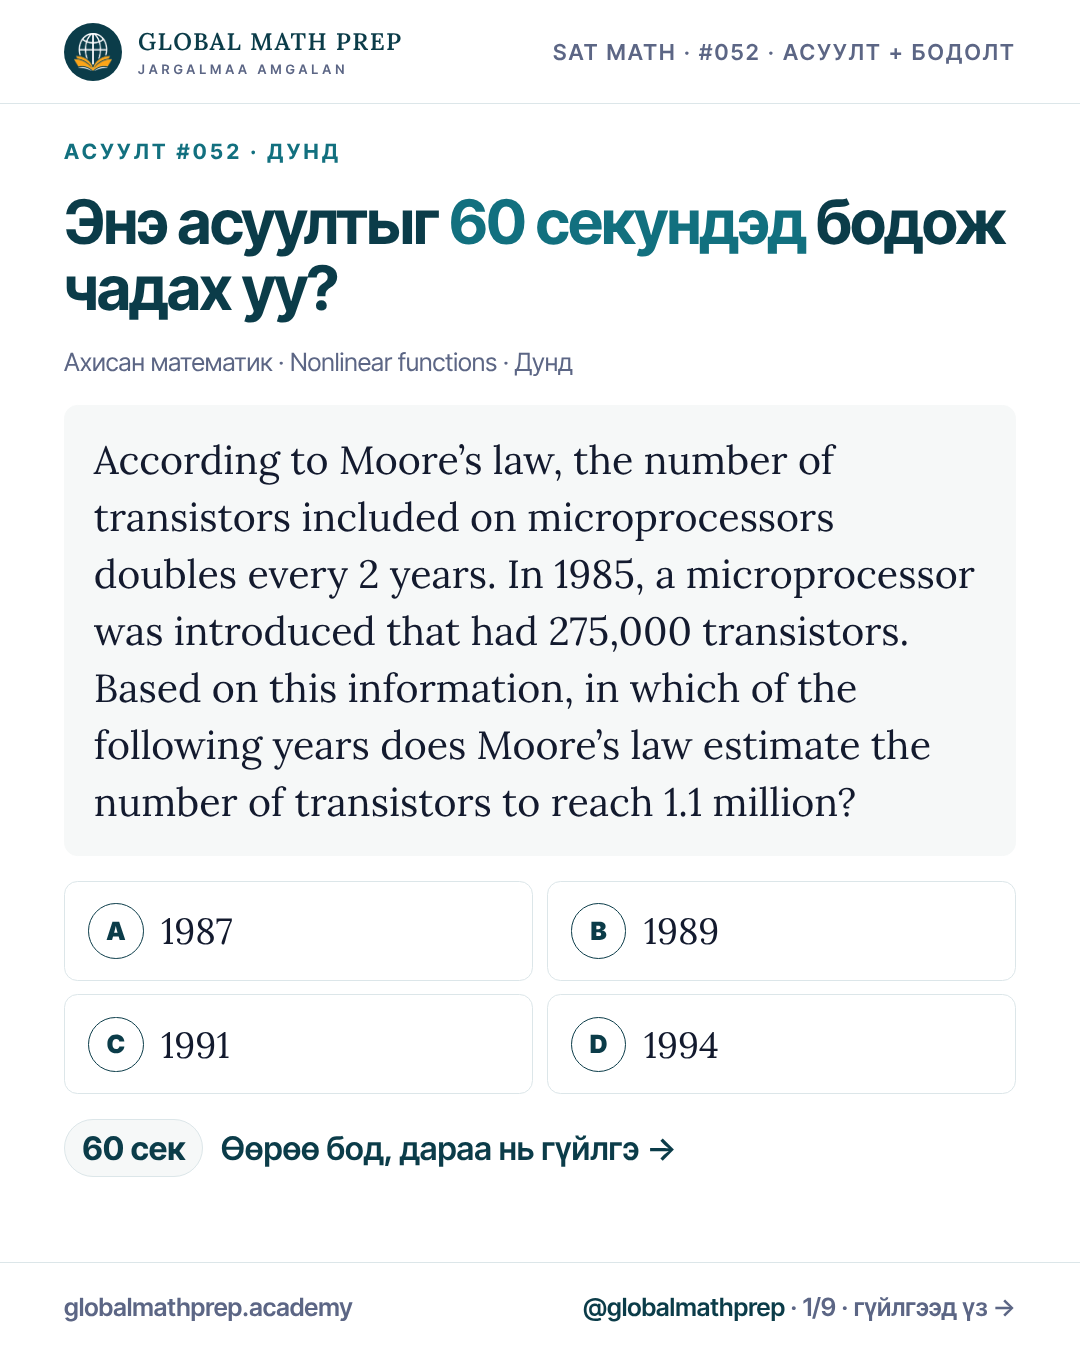 GLOBAL MATH PREP
JARGALMAA AMGALAN
SAT MATH · #052 · АСУУЛТ + БОДОЛТ
АСУУЛТ #052 · ДУНД
Энэ асуултыг 60 секундэд бодож
чадах уу?
Ахисан математик · Nonlinear functions · Дунд
According to Moore’s law, the number of
transistors included on microprocessors
doubles every 2 years. In 1985, a microprocessor
was introduced that had 275,000 transistors.
Based on this information, in which of the
following years does Moore’s law estimate the
number of transistors to reach 1.1 million?
A 1987
B 1989
C 1991
D 1994
60 сек Өөрөө бод, дараа нь гүйлгэ →
globalmathprep.academy
@globalmathprep · 1/9 · гүйлгээд үз →